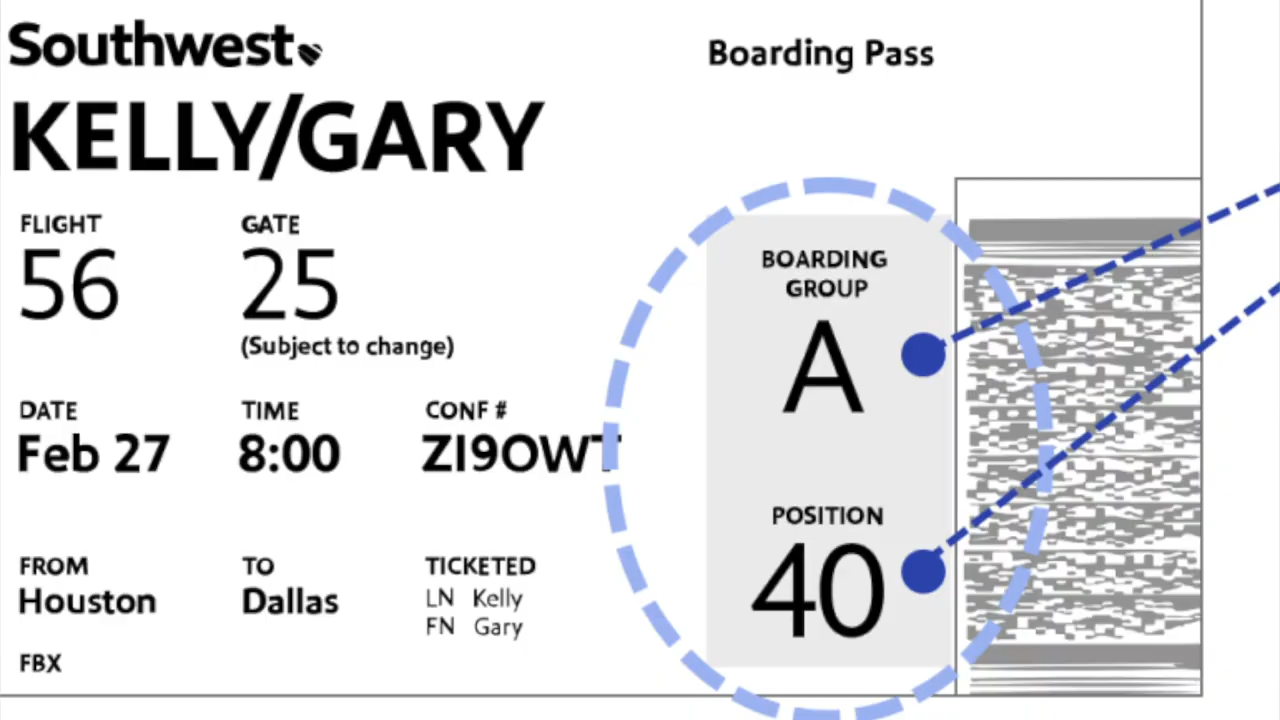 Southwest
Boarding Pass
KELLY/GARY
FLIGHT
56
GATE
25
(Subject to change)
BOARDING
GROUP
A
DATE
Feb 27
TIME
8:00
CONF #
ZI9OWT
POSITION
40
FROM
Houston
TO
Dallas
TICKETED
LN Kelly
FN Gary
FBX